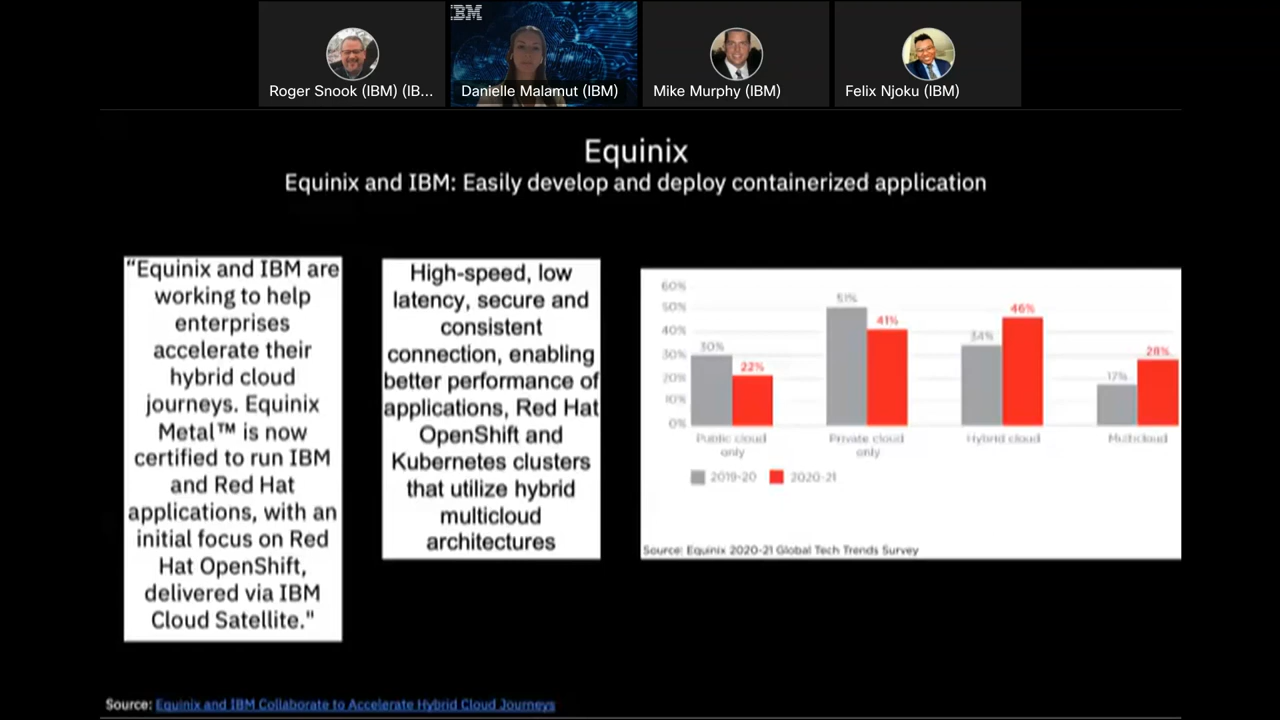 IBM
Roger Snook (IBM) (IB...
Danielle Malamut (IBM)
Mike Murphy (IBM)
Felix Njoku (IBM)
Equinix
Equinix and IBM: Easily develop and deploy containerized application
“Equinix and IBM are
working to help
enterprises
accelerate their
hybrid cloud
journeys. Equinix
Metal™ is now
certified to run IBM
and Red Hat
applications, with an
initial focus on Red
Hat OpenShift,
delivered via IBM
Cloud Satellite."
High-speed, low
latency, secure and
consistent
connection, enabling
better performance of
applications, Red Hat
OpenShift and
Kubernetes clusters
that utilize hybrid
multicloud
architectures
60%
50%
40%
30%
20%
10%
0%
30%
22%
51%
41%
34%
46%
17%
28%
Public cloud
only
Private cloud
only
Hybrid cloud
Multicloud
2019-20
2020-21
Source: Equinix 2020-21 Global Tech Trends Survey
Source: Equinix and IBM Collaborate to Accelerate Hybrid Cloud Journeys